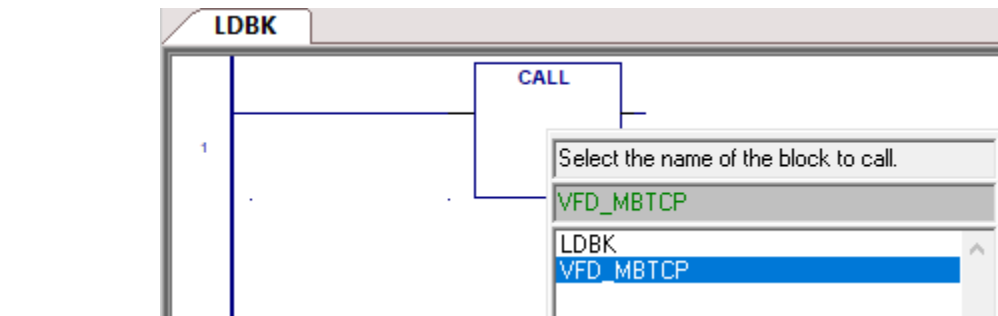 LDBK
CALL
1
Select the name of the block to call.
VFD_MBTCP
LDBK
VFD_MBTCP